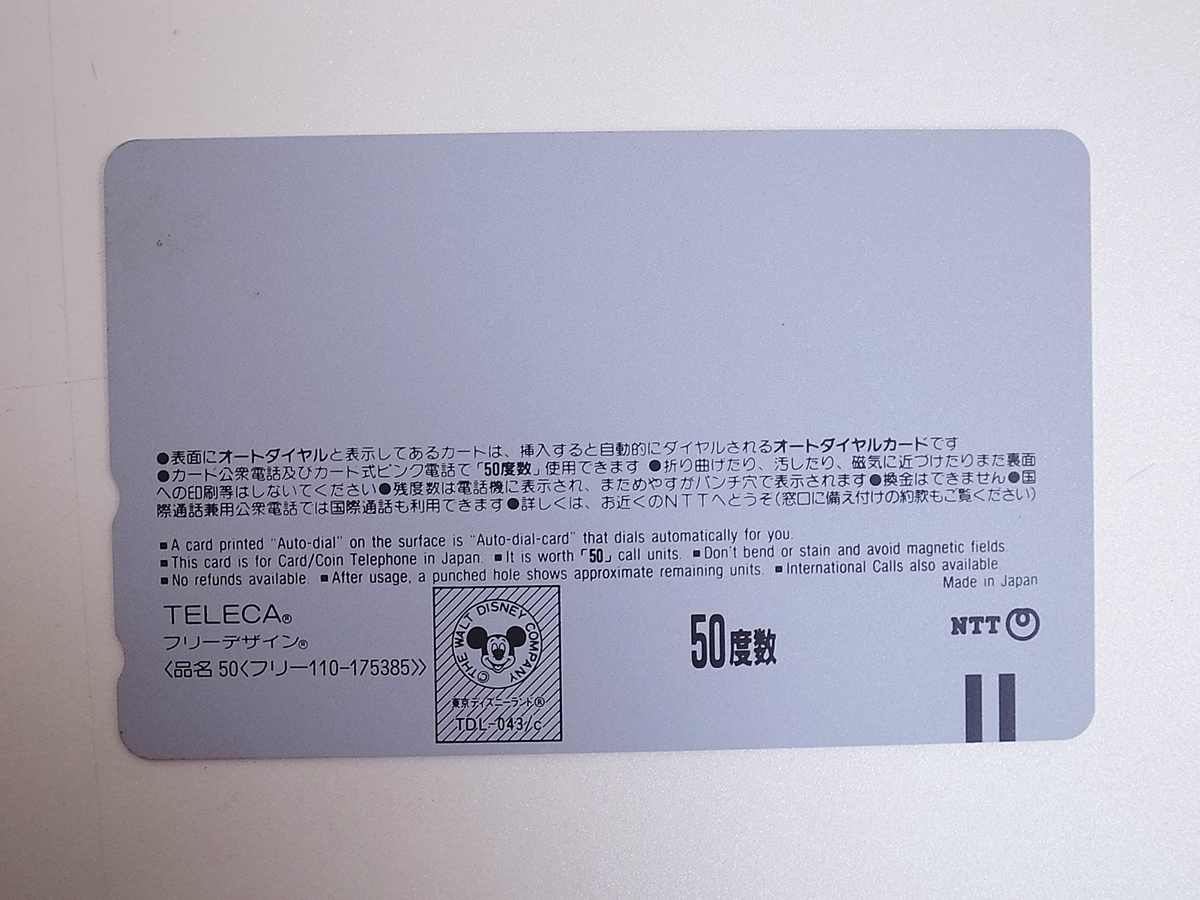 ●表面にオートダイヤルと表示してあるカードは、挿入すると自動的にダイヤルされるオートダイヤルカードです
●カード公衆電話及びカード式ピンク電話で「50度数」使用できます ●折り曲げたり、汚したり、磁気に近づけたりまた裏面
への印刷等はしないてください●残度数は電話機に表示され、まためやすがパンチ穴で表示されます●換金はできません●国
際通話兼用公衆電話では国際通話も利用できます●詳しくは、お近くのNTTへどうぞ(窓口に備え付けの約款もご覧ください)
■A card printed "Auto-dial" on the surface is "Auto-dial-card" that dials automatically for you.
■This card is for Card/Coin Telephone in Japan. ■It is worth「50」call units. ■Don't bend or stain and avoid magnetic fields.
■No refunds available. ■After usage, a punched hole shows approximate remaining units. ■International Calls also available.
Made in Japan
TELECA®
フリーデザイン®
〈品名 50〈フリー110-175385〉〉
©THE WALT DISNEY COMPANY
東京ディズニーランド®
TDL-043/c
50度数
NTT